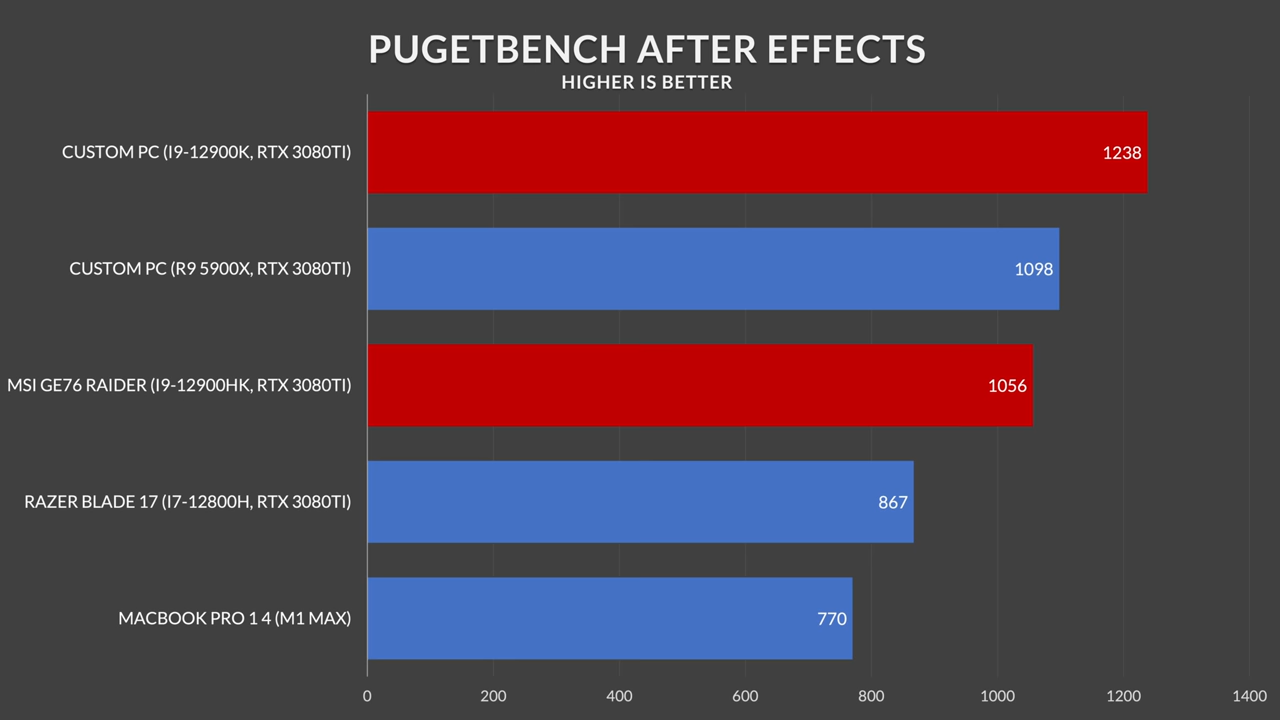 PUGETBENCH AFTER EFFECTS
HIGHER IS BETTER
CUSTOM PC (I9-12900K, RTX 3080TI)
1238
CUSTOM PC (R9 5900X, RTX 3080TI)
1098
MSI GE76 RAIDER (I9-12900HK, RTX 3080TI)
1056
RAZER BLADE 17 (I7-12800H, RTX 3080TI)
867
MACBOOK PRO 1 4 (M1 MAX)
770
0 200 400 600 800 1000 1200 1400